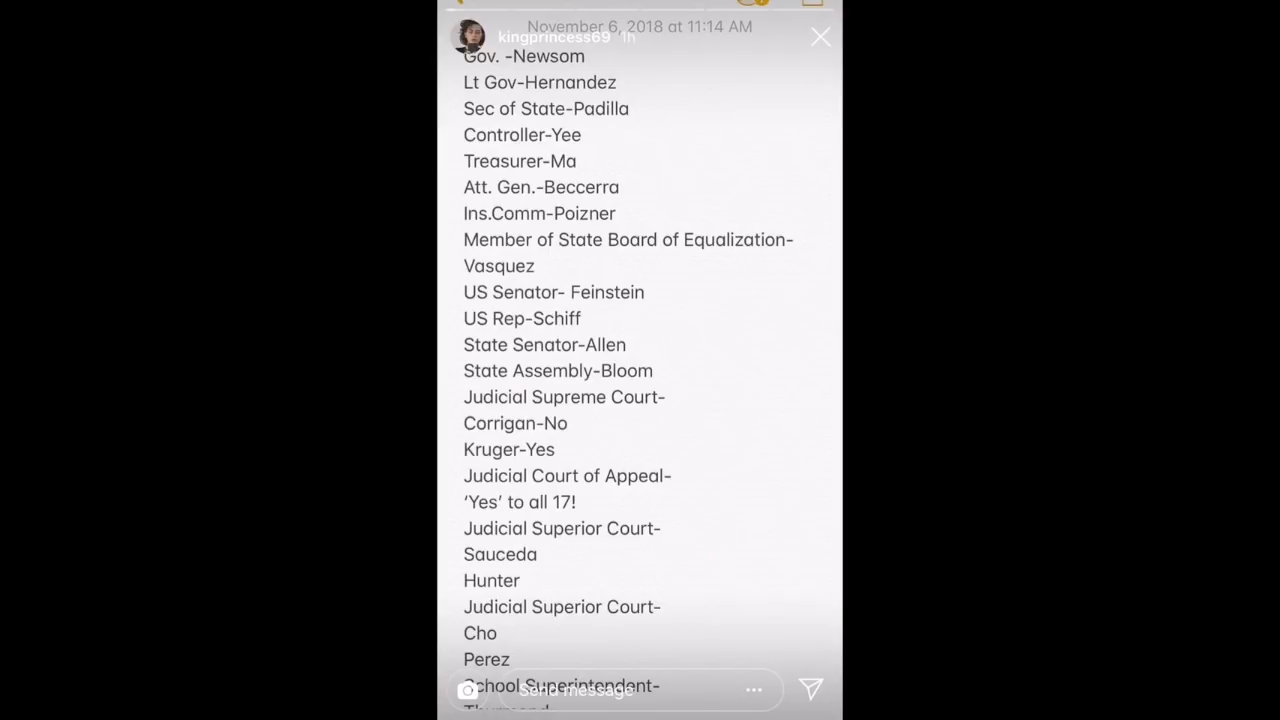 November 6, 2018 at 11:14 AM
kingprincess69 1h
Gov. -Newsom
Lt Gov-Hernandez
Sec of State-Padilla
Controller-Yee
Treasurer-Ma
Att. Gen.-Beccerra
Ins.Comm-Poizner
Member of State Board of Equalization-
Vasquez
US Senator- Feinstein
US Rep-Schiff
State Senator-Allen
State Assembly-Bloom
Judicial Supreme Court-
Corrigan-No
Kruger-Yes
Judicial Court of Appeal-
‘Yes’ to all 17!
Judicial Superior Court-
Sauceda
Hunter
Judicial Superior Court-
Cho
Perez
School Superintendent-
Send message
Thurmond